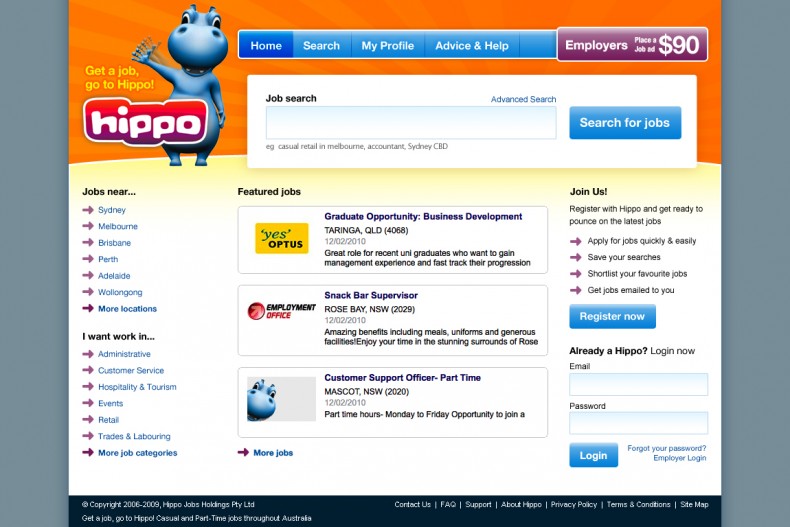 Home
Search
My Profile
Advice & Help
Employers
Place a
Job ad
$90
Get a job,
go to Hippo!
hippo
Job search
Advanced Search
Search for jobs
eg casual retail in melbourne, accountant, Sydney CBD
Jobs near...
Sydney
Melbourne
Brisbane
Perth
Adelaide
Wollongong
More locations
I want work in...
Administrative
Customer Service
Hospitality & Tourism
Events
Retail
Trades & Labouring
More job categories
Featured jobs
'yes'
OPTUS
Graduate Opportunity: Business Development
TARINGA, QLD (4068)
12/02/2010
Great role for recent uni graduates who want to gain
management experience and fast track their progression
EMPLOYMENT
OFFICE
Snack Bar Supervisor
ROSE BAY, NSW (2029)
12/02/2010
Amazing benefits including meals, uniforms and generous
facilities!Enjoy your time in the stunning surrounds of Rose
Customer Support Officer- Part Time
MASCOT, NSW (2020)
12/02/2010
Part time hours- Monday to Friday Opportunity to join a
More jobs
Join Us!
Register with Hippo and get ready to
pounce on the latest jobs
Apply for jobs quickly & easily
Save your searches
Shortlist your favourite jobs
Get jobs emailed to you
Register now
Already a Hippo? Login now
Email
Password
Login
Forgot your password?
Employer Login
© Copyright 2006-2009, Hippo Jobs Holdings Pty Ltd
Contact Us | FAQ | Support | About Hippo | Privacy Policy | Terms & Conditions | Site Map
Get a job, go to Hippo! Casual and Part-Time jobs throughout Australia